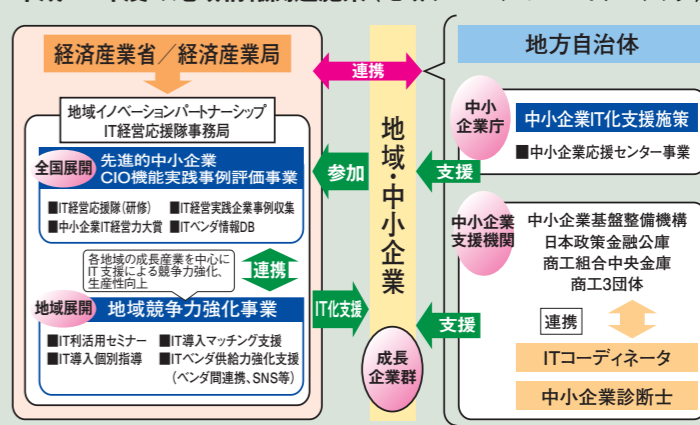 経済産業省／経済産業局
地域イノベーションパートナーシップ
IT経営応援隊事務局
全国展開
先進的中小企業
CIO機能実践事例評価事業
■IT経営応援隊（研修） ■IT経営実践企業事例収集
■中小企業IT経営力大賞 ■ITベンダ情報DB
各地域の成長産業を中心に
IT支援による競争力強化、
生産性向上
連携
地域展開
地域競争力強化事業
■IT利活用セミナー ■IT導入マッチング支援
■IT導入個別指導 ■ITベンダ供給力強化支援
（ベンダ間連携、SNS等）
連携
参加
IT化支援
地域・中小企業
成長
企業群
支援
支援
地方自治体
中小
企業庁
中小企業IT化支援施策
■中小企業応援センター事業
中小企業
支援機関
中小企業基盤整備機構
日本政策金融公庫
商工組合中央金庫
商工3団体
連携
ITコーディネータ
中小企業診断士